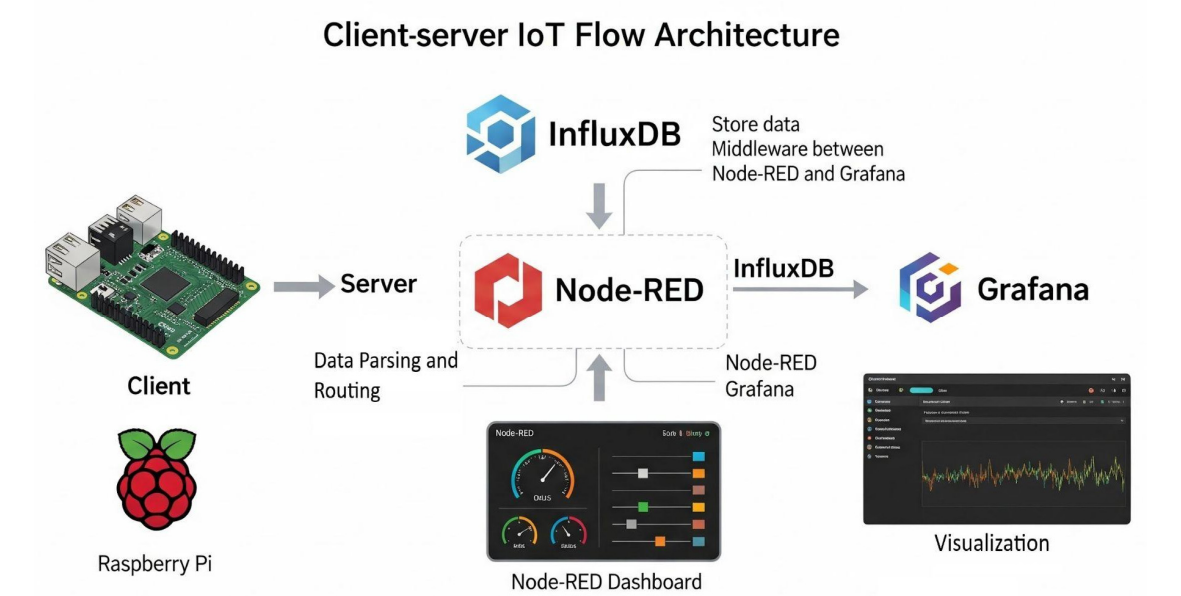 Client-server IoT Flow Architecture
InfluxDB
Store data
Middleware between
Node-RED and Grafana
Server
Node-RED
InfluxDB
Grafana
Client
Data Parsing and
Routing
Node-RED
Grafana
Raspberry Pi
Node-RED
Node-RED Dashboard
Visualization